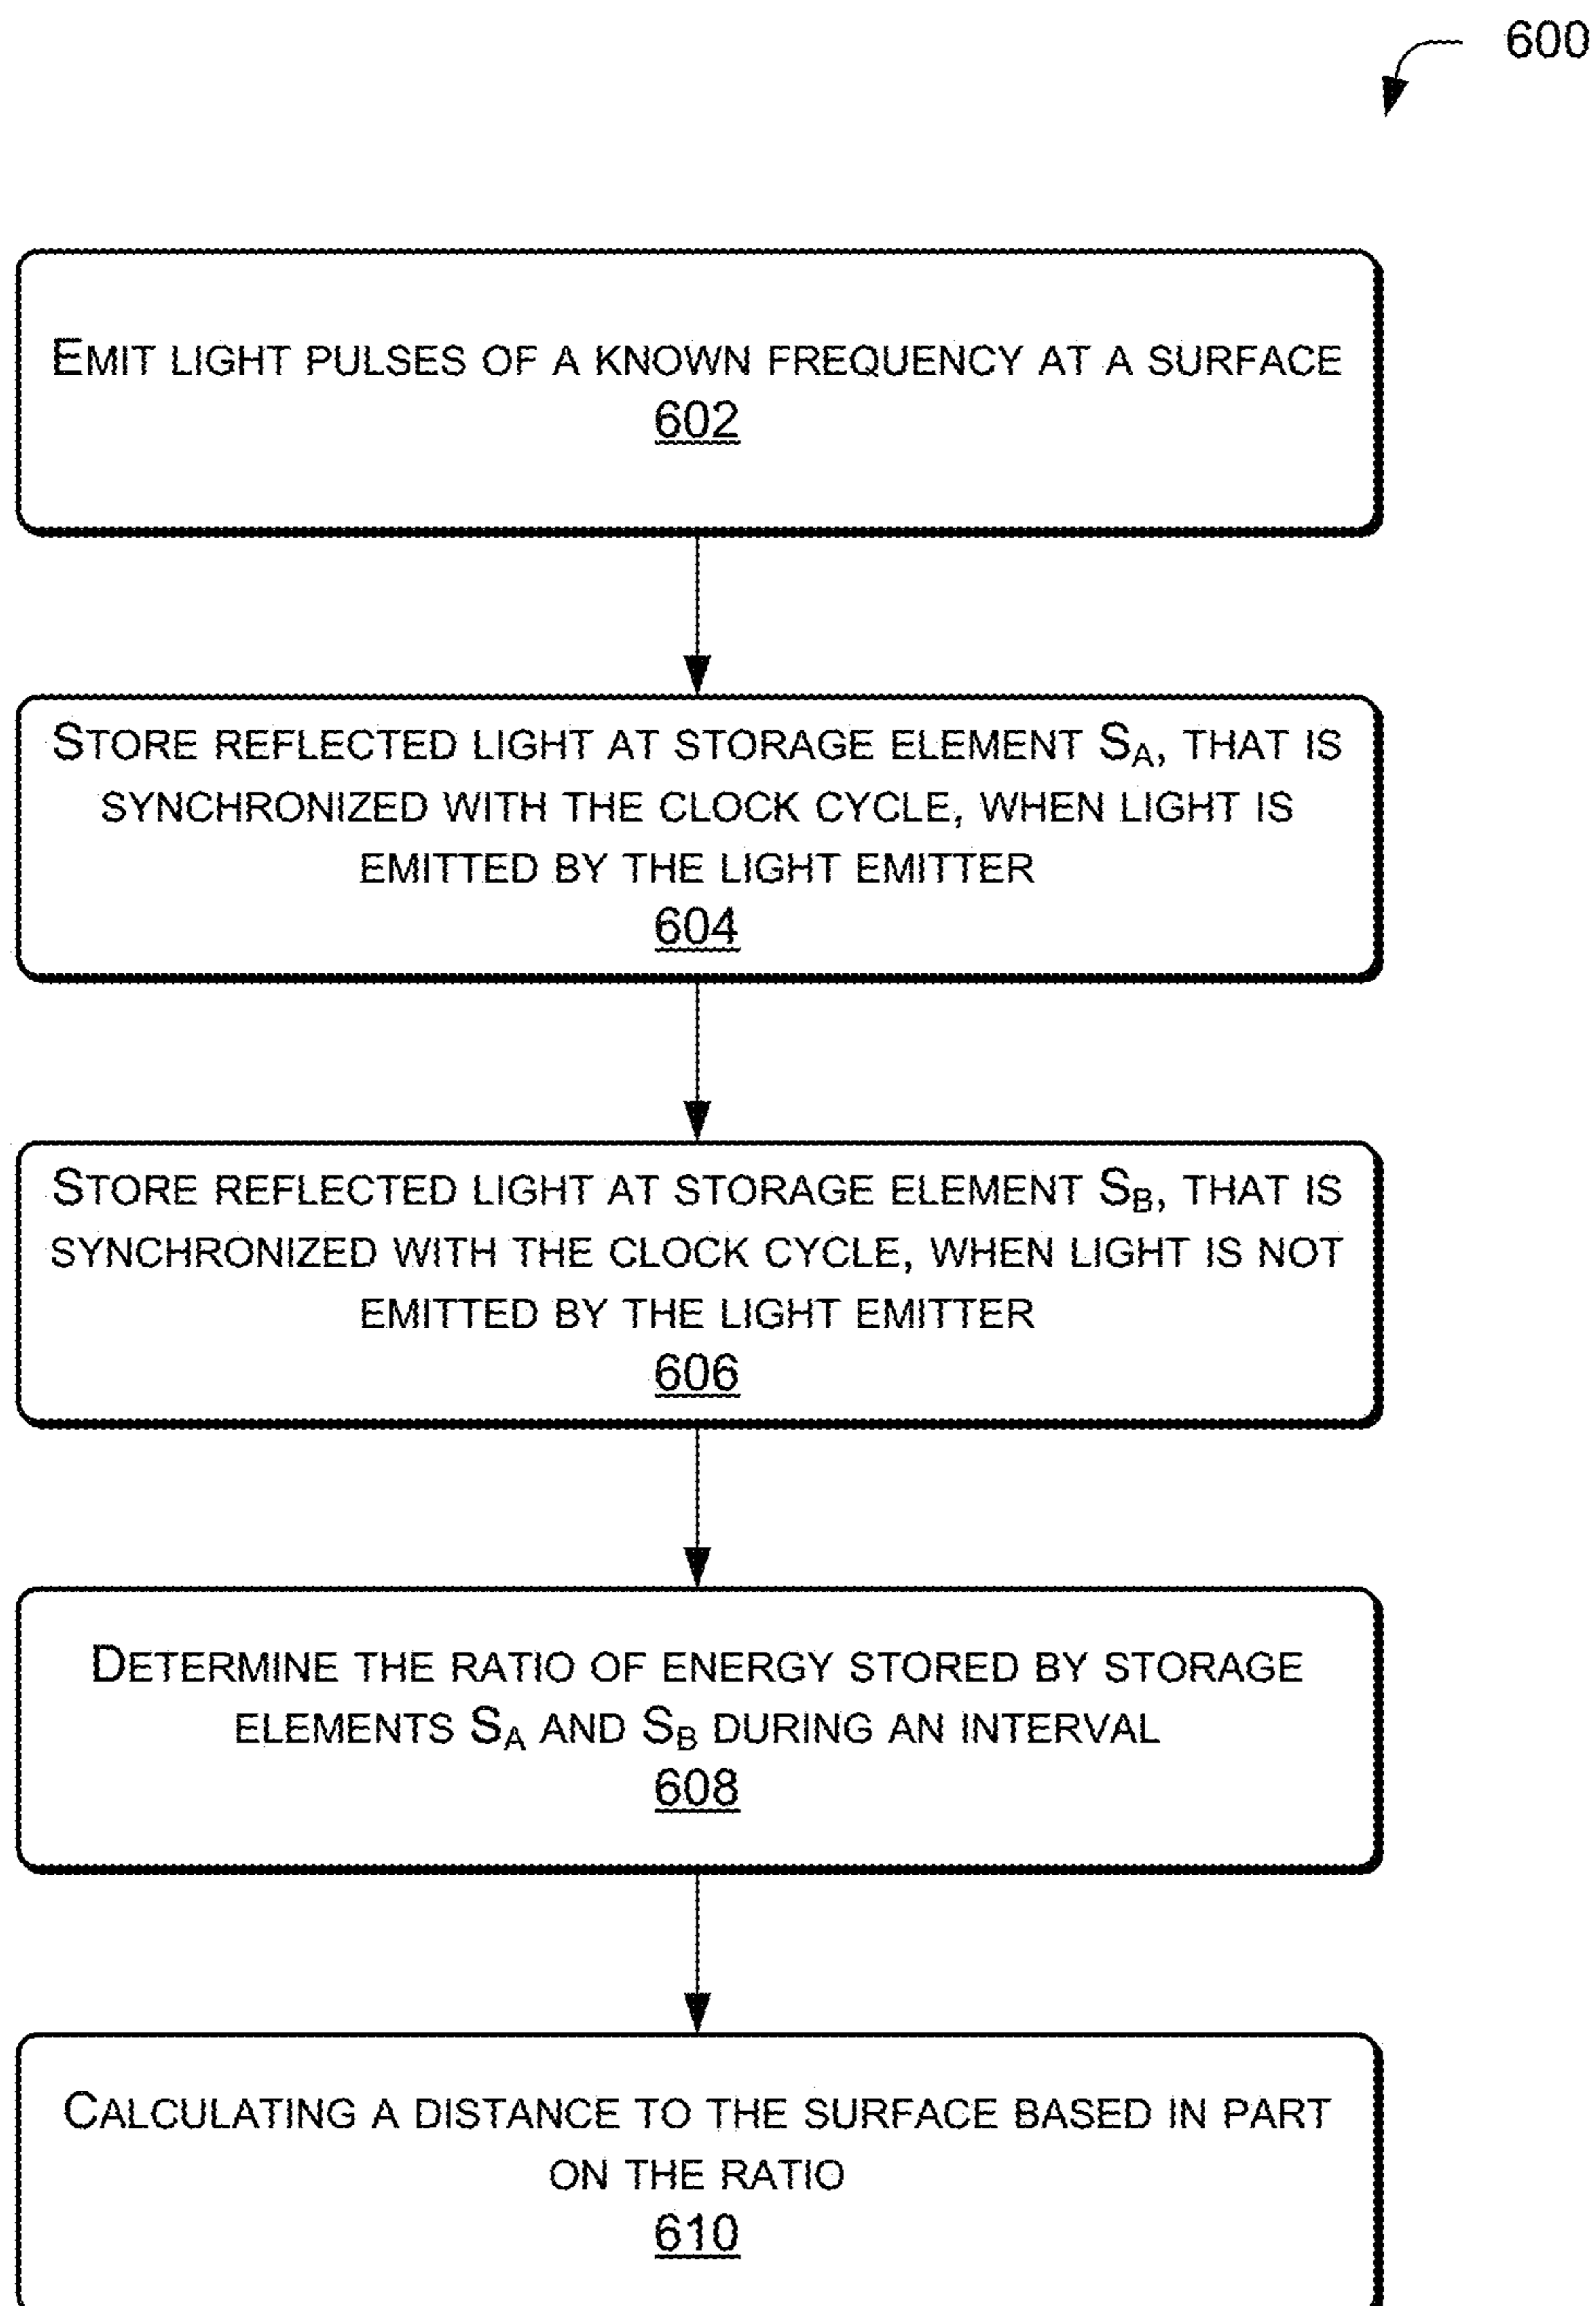 600
EMIT LIGHT PULSES OF A KNOWN FREQUENCY AT A SURFACE
602
STORE REFLECTED LIGHT AT STORAGE ELEMENT SA, THAT IS
SYNCHRONIZED WITH THE CLOCK CYCLE, WHEN LIGHT IS
EMITTED BY THE LIGHT EMITTER
604
STORE REFLECTED LIGHT AT STORAGE ELEMENT SB, THAT IS
SYNCHRONIZED WITH THE CLOCK CYCLE, WHEN LIGHT IS NOT
EMITTED BY THE LIGHT EMITTER
606
DETERMINE THE RATIO OF ENERGY STORED BY STORAGE
ELEMENTS SA AND SB DURING AN INTERVAL
608
CALCULATING A DISTANCE TO THE SURFACE BASED IN PART
ON THE RATIO
610